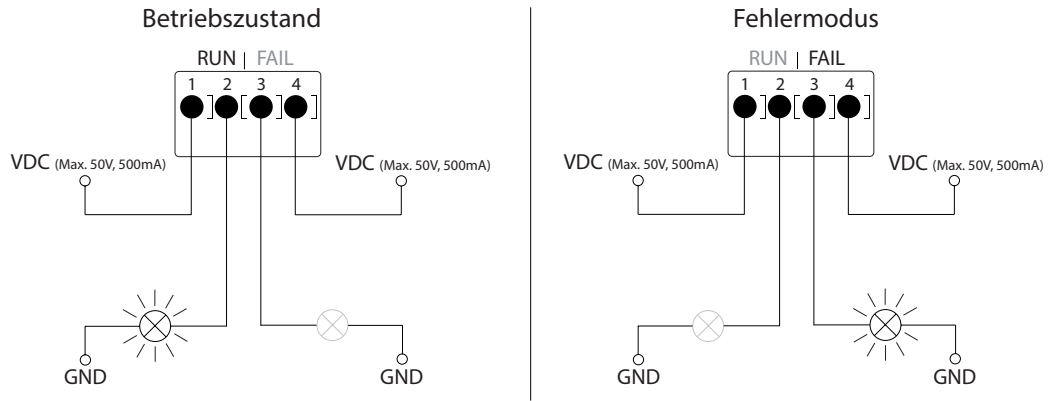 Betriebszustand
RUN | FAIL
1 2 3 4
VDC (Max. 50V, 500mA)
VDC (Max. 50V, 500mA)
GND
GND
Fehlermodus
RUN | FAIL
1 2 3 4
VDC (Max. 50V, 500mA)
VDC (Max. 50V, 500mA)
GND
GND